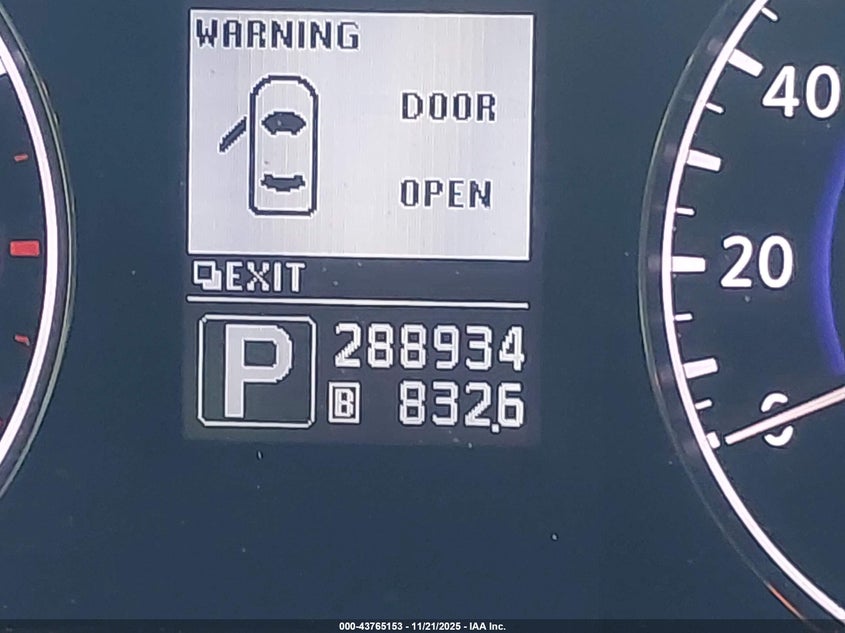 WARNING
DOOR
OPEN
EXIT
P
288934
B 832.6
40
20
0
000-43765153 - 11/21/2025 - IAA Inc.